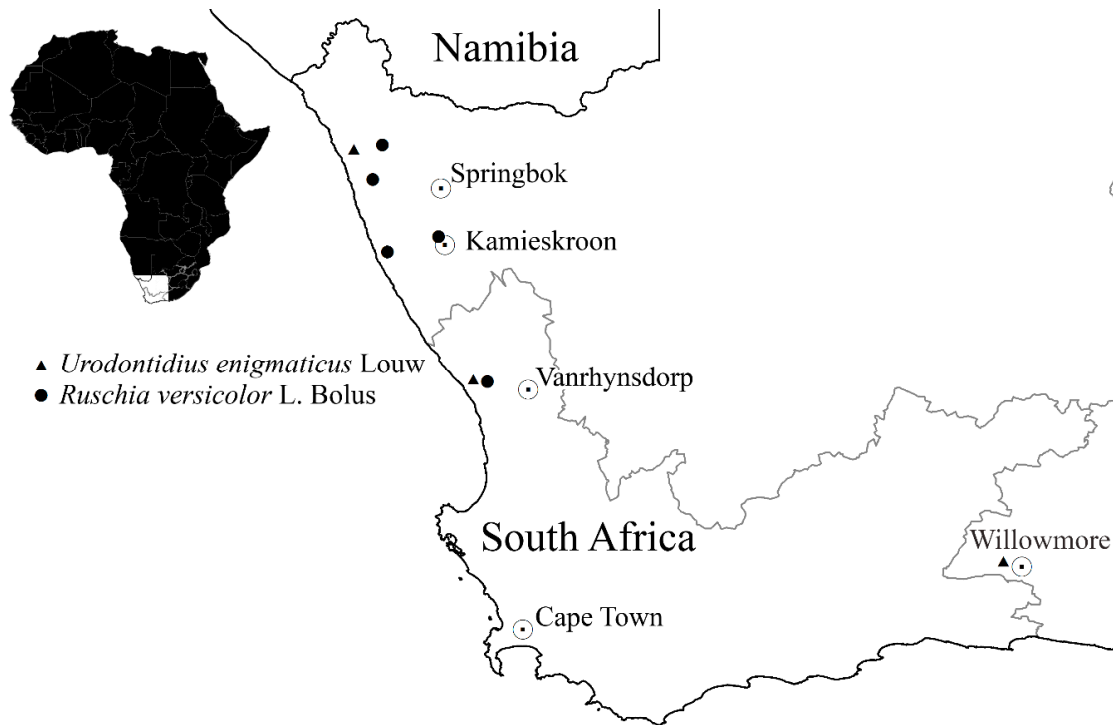 Namibia
Springbok
Kamieskroon
Urodontidius enigmaticus Louw
Ruschia versicolor L. Bolus
Vanrhynsdorp
South Africa
Willowmore
Cape Town